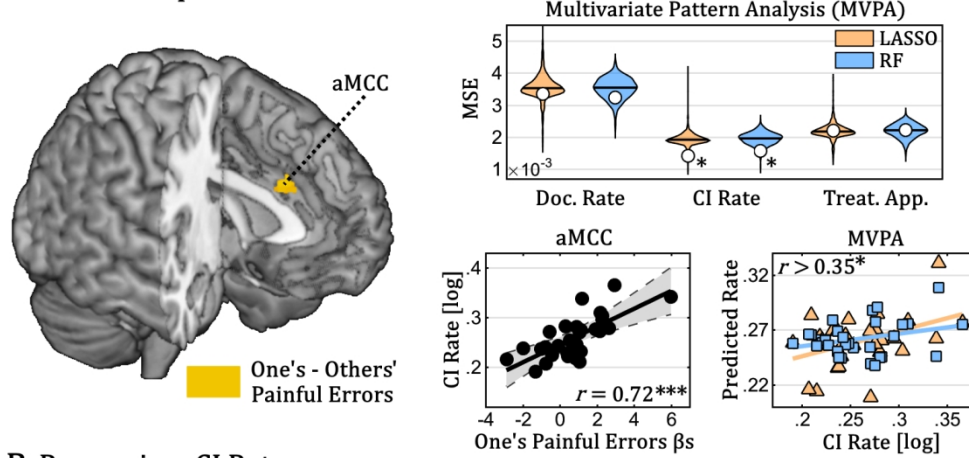 Multivariate Pattern Analysis (MVPA)
aMCC
5
4
3
2
1
×10⁻³
MSE
LASSO
RF
*
*
Doc. Rate CI Rate Treat. App.
One's - Others'
Painful Errors
aMCC
.4
.3
.2
CI Rate [log]
r = 0.72***
-4 -2 0 2 4 6
One's Painful Errors βs
MVPA
r > 0.35*
.32
.27
.22
Predicted Rate
.2 .25 .3 .35
CI Rate [log]